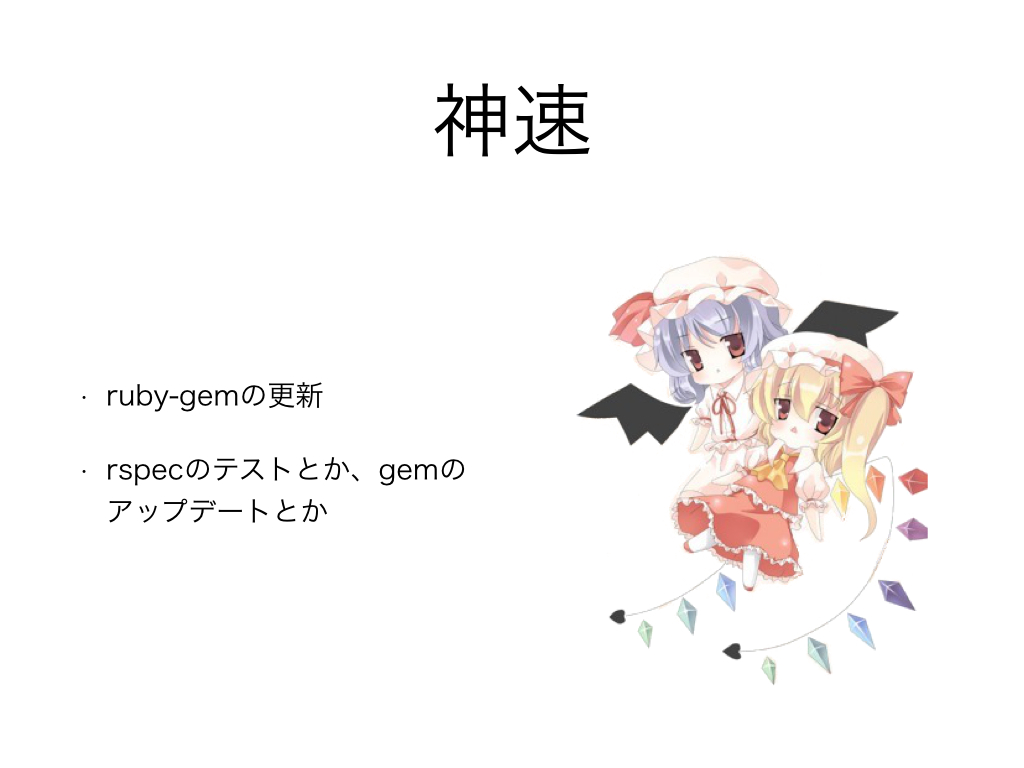 神速
・ ruby-gemの更新
・ rspecのテストとか、gemの
アップデートとか